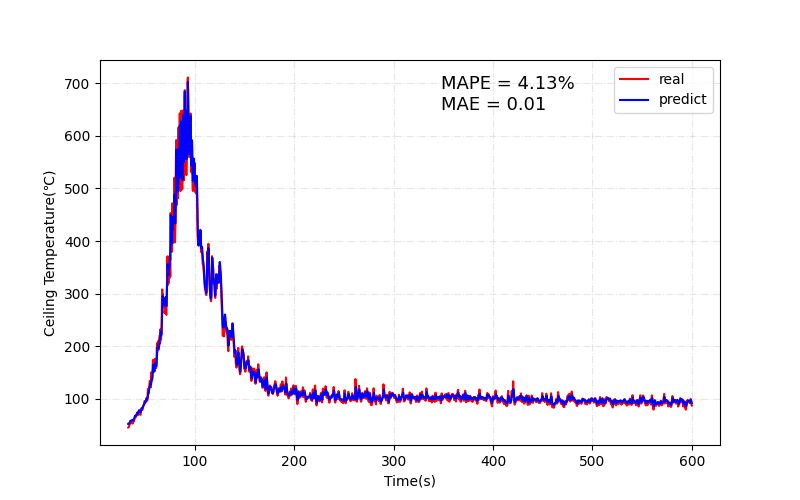 MAPE = 4.13%
MAE = 0.01
real
predict
700
600
500
400
300
200
100
Ceiling Temperature(℃)
100 200 300 400 500 600
Time(s)